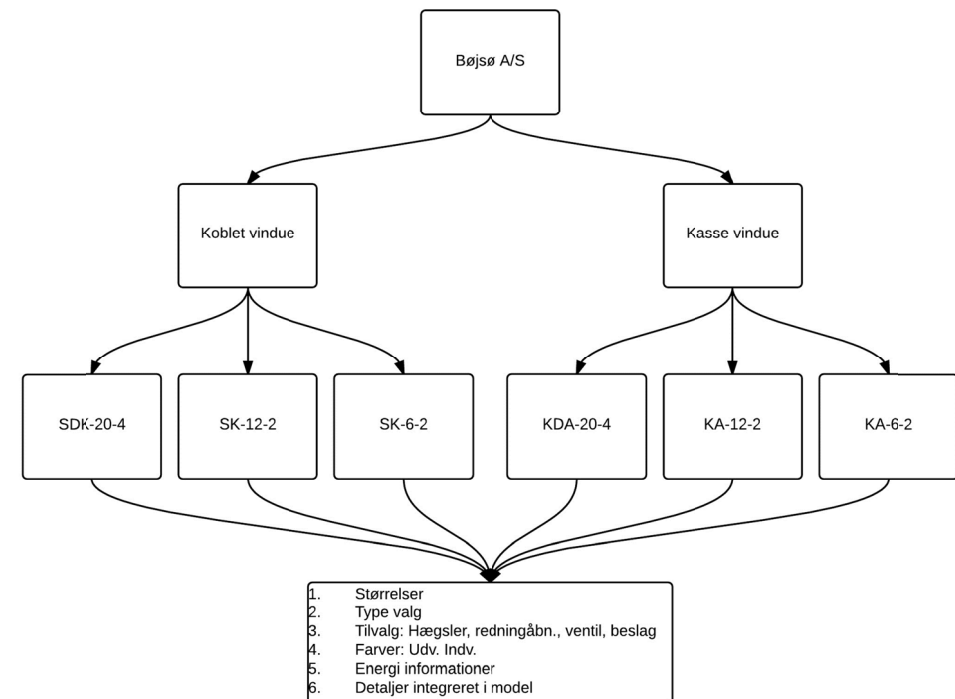 Bøjsø A/S
Koblet vindue
Kasse vindue
SDK-20-4
SK-12-2
SK-6-2
KDA-20-4
KA-12-2
KA-6-2
1. Størrelser
2. Type valg
3. Tilvalg: Hægsler, redningåbn., ventil, beslag
4. Farver: Udv. Indv.
5. Energi informationer
6. Detaljer integreret i model